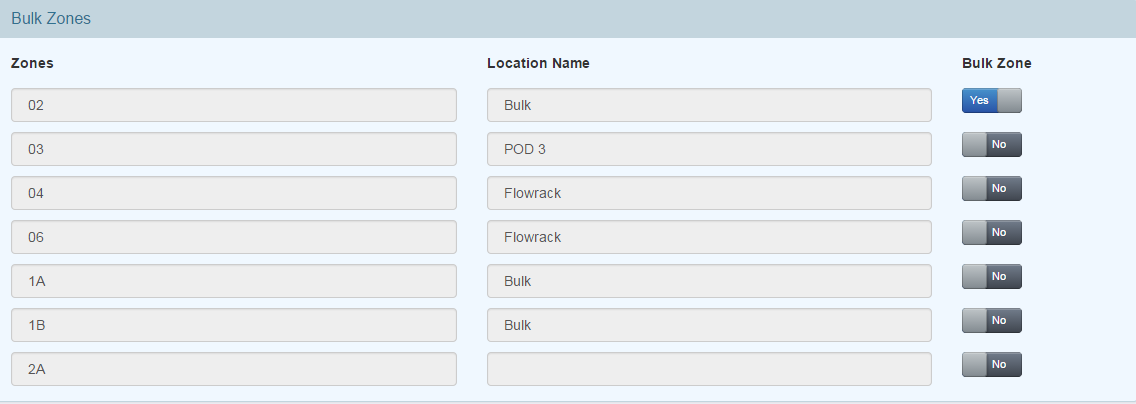 Bulk Zones
Zones Location Name Bulk Zone
02 Bulk Yes
03 POD 3 No
04 Flowrack No
06 Flowrack No
1A Bulk No
1B Bulk No
2A No